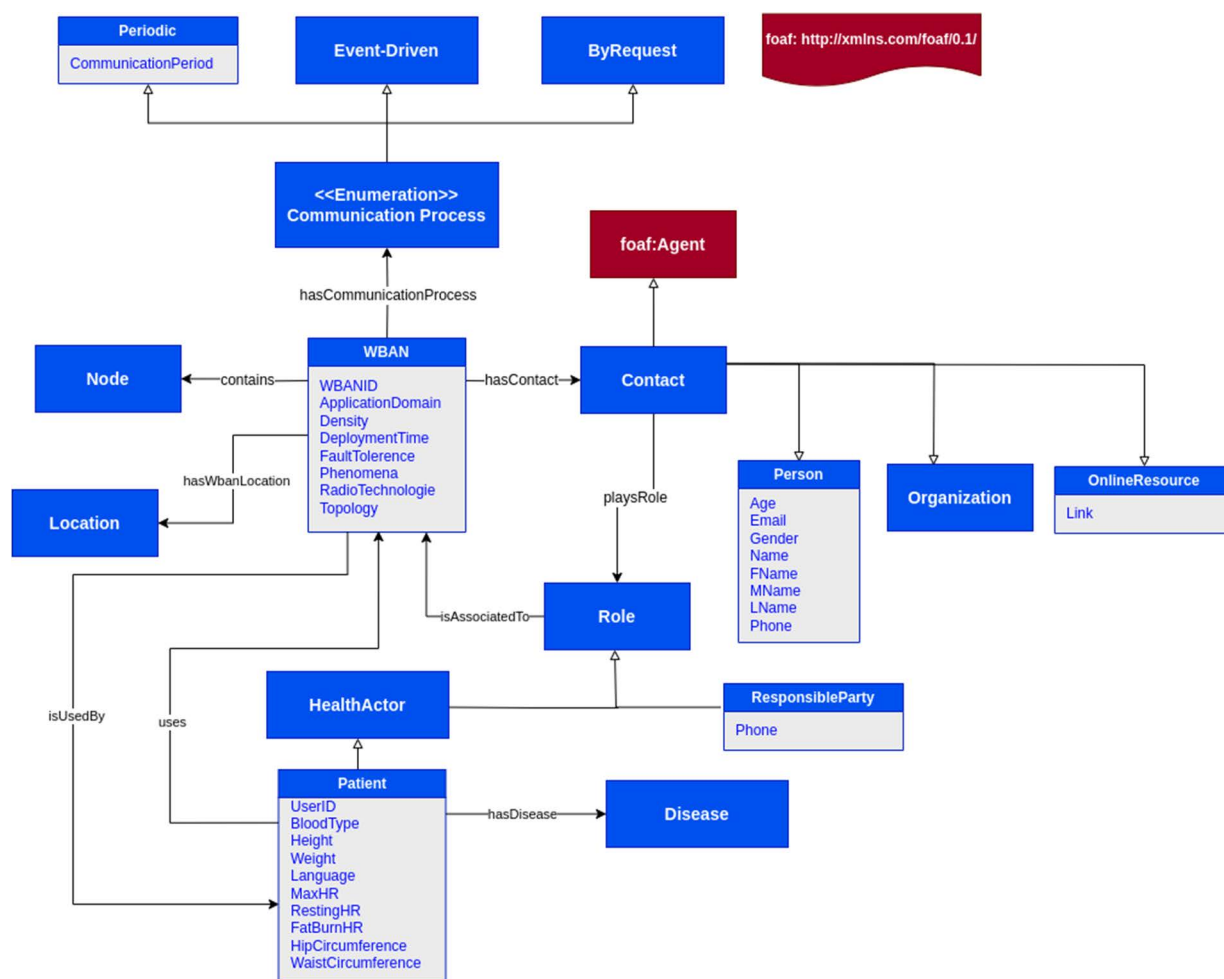 Periodic
CommunicationPeriod
Event-Driven
ByRequest
foaf: http://xmlns.com/foaf/0.1/
<<Enumeration>>
Communication Process
foaf:Agent
hasCommunicationProcess
Node
contains
WBAN
WBANID
ApplicationDomain
Density
DeploymentTime
FaultTolerence
Phenomena
RadioTechnologie
Topology
hasContact
Contact
hasWbanLocation
Location
playsRole
Person
Age
Email
Gender
Name
FName
MName
LName
Phone
Organization
OnlineResource
Link
isAssociatedTo
Role
HealthActor
ResponsibleParty
Phone
isUsedBy
uses
Patient
UserID
BloodType
Height
Weight
Language
MaxHR
RestingHR
FatBurnHR
HipCircumference
WaistCircumference
hasDisease
Disease